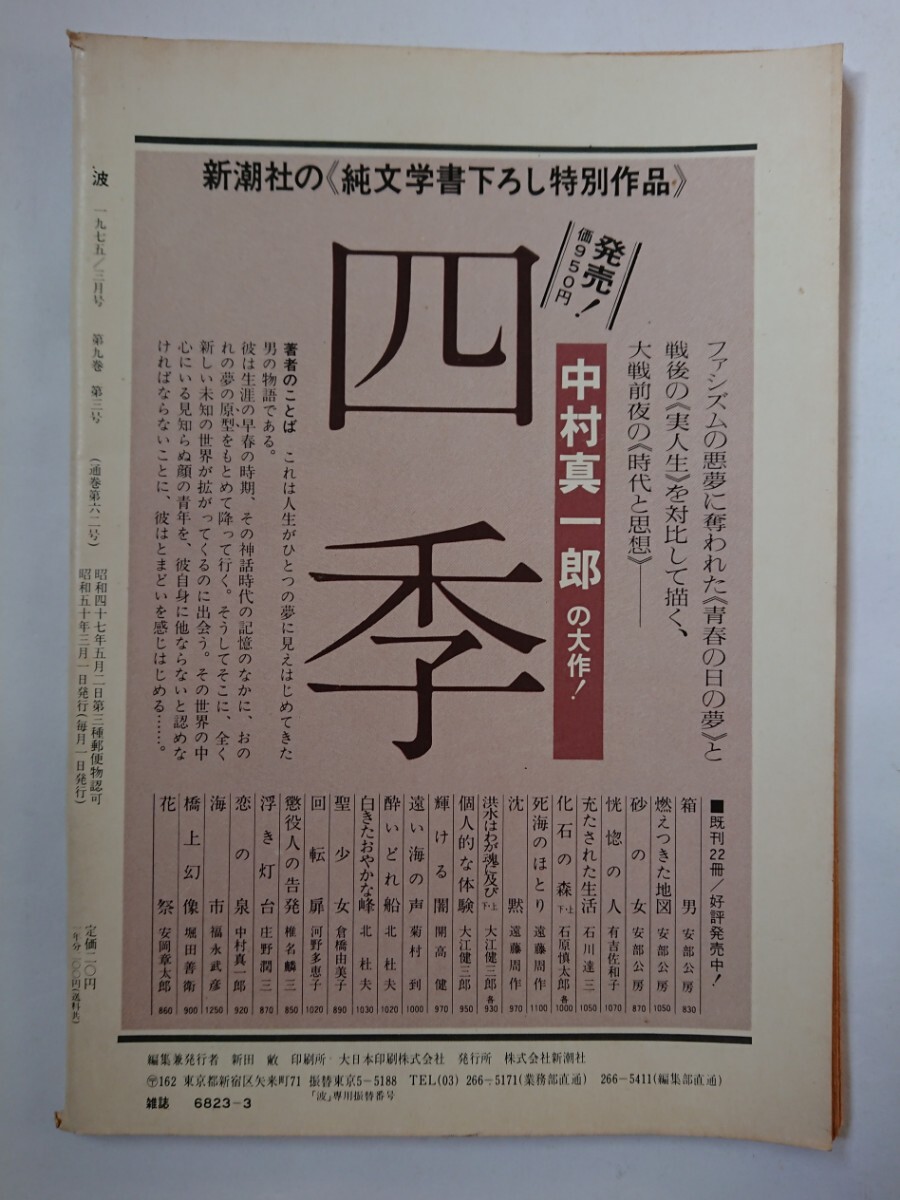 新潮社の《純文学書下ろし特別作品》
発売!
価950円
ファシズムの悪夢に奪われた《青春の日の夢》と
戦後の《実人生》を対比して描く、
大戦前夜の《時代と思想》――
中村真一郎の大作!
四季
著者のことば これは人生がひとつの夢に見えはじめてきた
男の物語である。
彼は生涯の早春の時期、その神話時代の記憶のなかに、おの
れの夢の原型をもとめて降って行く。そうしてそこに、全く
新しい未知の世界が拡がってくるのに出会う。その世界の中
心にいる見知らぬ顔の青年を、彼自身に他ならないと認めな
ければならないことに、彼はとまどいを感じはじめる……。
■既刊22冊/好評発売中!
箱男 安部公房 830
燃えつきた地図 安部公房 1050
砂の女 安部公房 870
恍惚の人 有吉佐和子 1070
充たされた生活 石川達三 1050
化石の森 下・上 石原慎太郎 各1000
死海のほとり 遠藤周作 1100
沈黙 遠藤周作 970
洪水はわが魂に及び 下・上 大江健三郎 各930
個人的な体験 大江健三郎 950
輝ける闇 開高健 970
遠い海の声 菊村到 1000
酔いどれ船 北杜夫 1020
白きたおやかな峰 北杜夫 1030
聖少女 倉橋由美子 890
回転扉 河野多恵子 1020
懲役人の告発 椎名麟三 850
浮き灯台 庄野潤三 870
恋の泉 中村真一郎 920
海市 福永武彦 1250
橋上幻像 堀田善衛 900
花祭 安岡章太郎 860
波 一九七五/三月号 第九巻 第三号 (通巻第六二号)
昭和四十七年五月二日第三種郵便物認可
昭和五十年三月一日発行(毎月一日発行)
定価二〇円
一年分二〇〇円(送料共)
編集兼発行者 新田敞 印刷所 大日本印刷株式会社 発行所 株式会社新潮社
〒162 東京都新宿区矢来町71 振替東京5-5188 TEL(03) 266-5171(業務部直通) 266-5411(編集部直通)
「波」専用振替番号
雑誌 6823-3